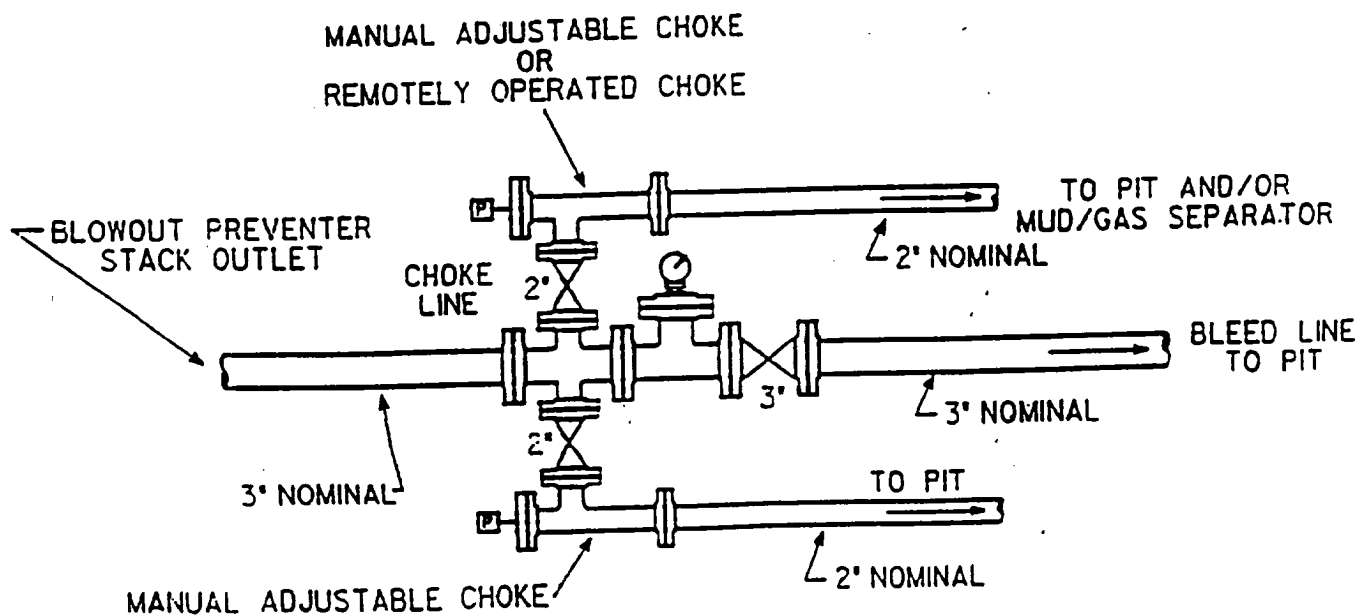 MANUAL ADJUSTABLE CHOKE
OR
REMOTELY OPERATED CHOKE
P
TO PIT AND/OR
MUD/GAS SEPARATOR
2" NOMINAL
BLOWOUT PREVENTER
STACK OUTLET
CHOKE
LINE
2"
BLEED LINE
TO PIT
3"
3" NOMINAL
2"
3" NOMINAL
TO PIT
P
2" NOMINAL
MANUAL ADJUSTABLE CHOKE